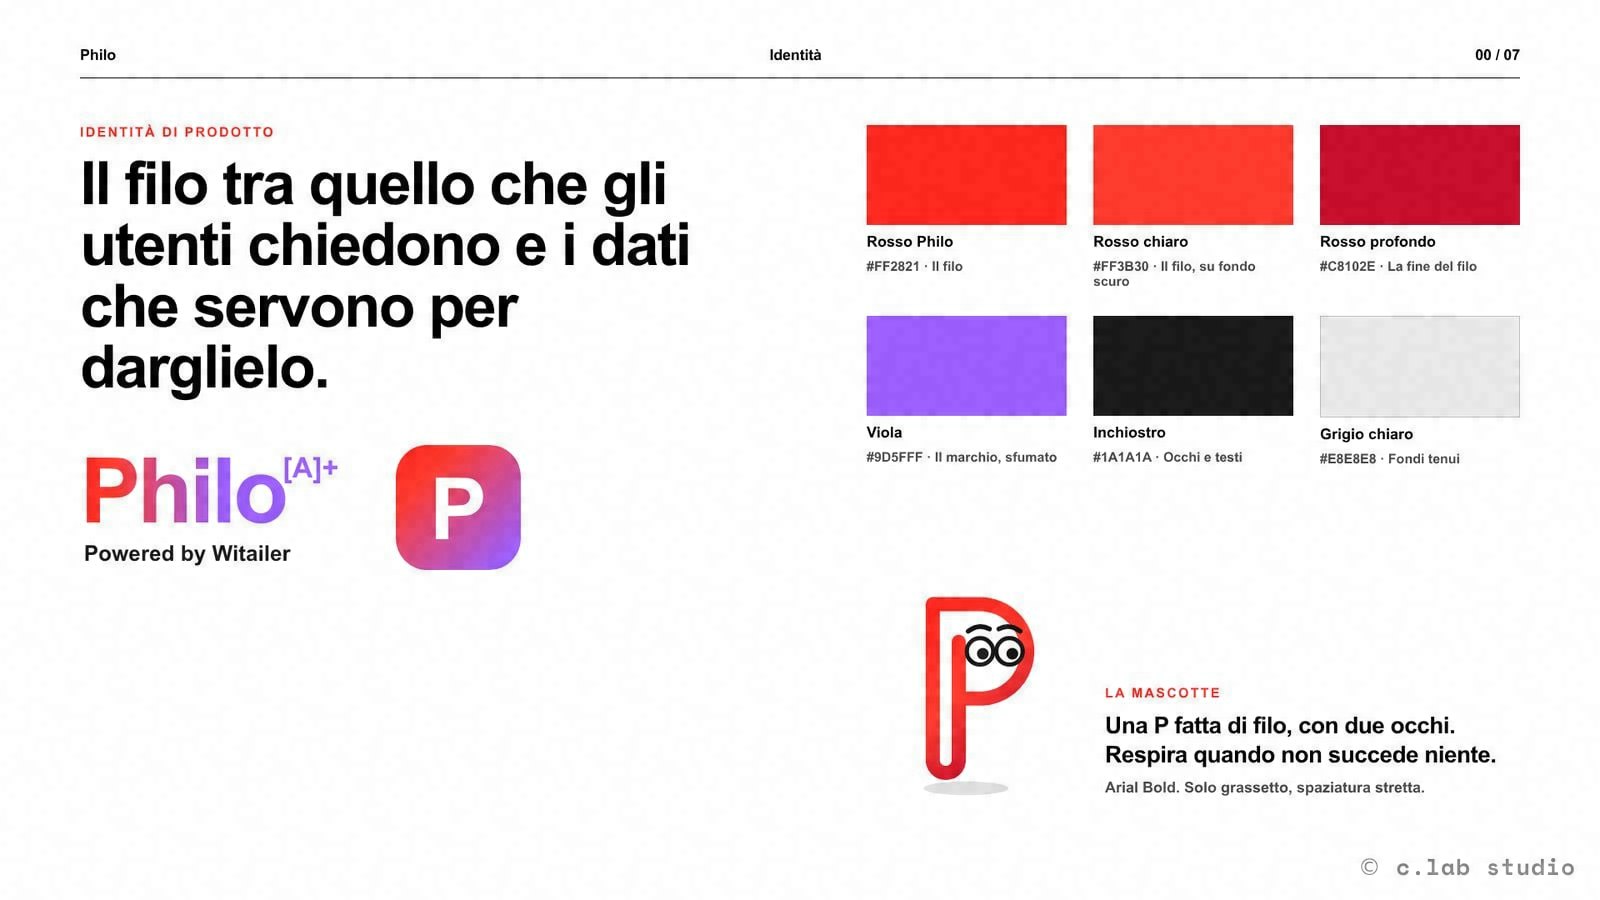 Philo
Identità
00 / 07
IDENTITÀ DI PRODOTTO
Il filo tra quello che gli
utenti chiedono e i dati
che servono per
darglielo.
Philo[A]+
Powered by Witailer
P
Rosso Philo
#FF2821 · Il filo
Rosso chiaro
#FF3B30 · Il filo, su fondo
scuro
Rosso profondo
#C8102E · La fine del filo
Viola
#9D5FFF · Il marchio, sfumato
Inchiostro
#1A1A1A · Occhi e testi
Grigio chiaro
#E8E8E8 · Fondi tenui
LA MASCOTTE
Una P fatta di filo, con due occhi.
Respira quando non succede niente.
Arial Bold. Solo grassetto, spaziatura stretta.
© c.lab studio